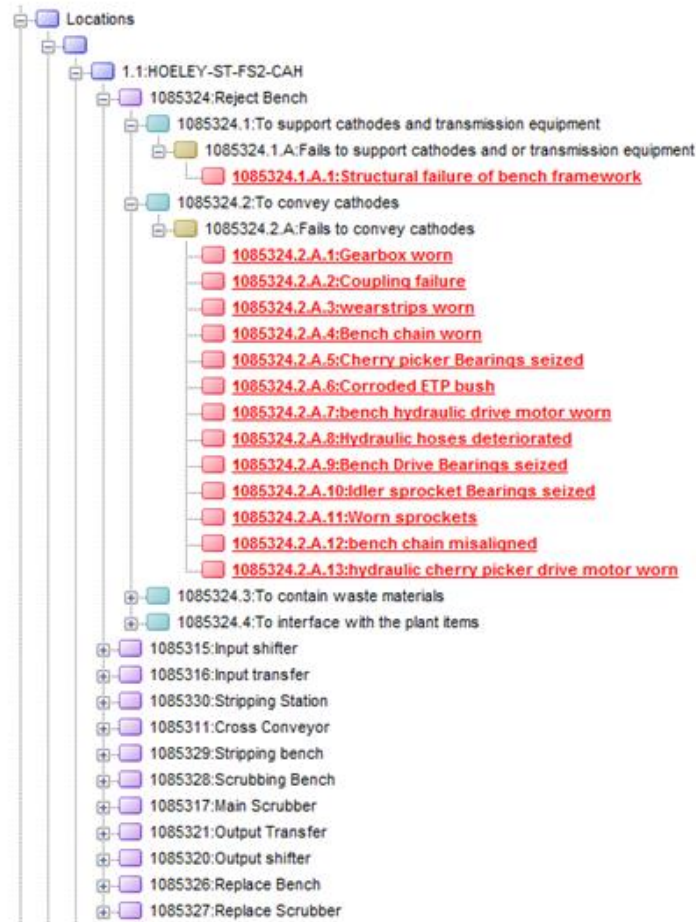 Locations
1.1:HOELEY-ST-FS2-CAH
1085324:Reject Bench
1085324.1:To support cathodes and transmission equipment
1085324.1.A:Fails to support cathodes and or transmission equipment
1085324.1.A.1:Structural failure of bench framework
1085324.2:To convey cathodes
1085324.2.A:Fails to convey cathodes
1085324.2.A.1:Gearbox worn
1085324.2.A.2:Coupling failure
1085324.2.A.3:wearstrips worn
1085324.2.A.4:Bench chain worn
1085324.2.A.5:Cherry picker Bearings seized
1085324.2.A.6:Corroded ETP bush
1085324.2.A.7:bench hydraulic drive motor worn
1085324.2.A.8:Hydraulic hoses deteriorated
1085324.2.A.9:Bench Drive Bearings seized
1085324.2.A.10:Idler sprocket Bearings seized
1085324.2.A.11:Worn sprockets
1085324.2.A.12:bench chain misaligned
1085324.2.A.13:hydraulic cherry picker drive motor worn
1085324.3:To contain waste materials
1085324.4:To interface with the plant items
1085315:Input shifter
1085316:Input transfer
1085330:Stripping Station
1085311:Cross Conveyor
1085329:Stripping bench
1085328:Scrubbing Bench
1085317:Main Scrubber
1085321:Output Transfer
1085320:Output shifter
1085326:Replace Bench
1085327:Replace Scrubber